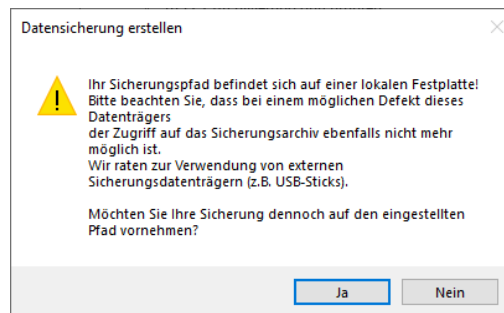 Datensicherung erstellen
Ihr Sicherungspfad befindet sich auf einer lokalen Festplatte!
Bitte beachten Sie, dass bei einem möglichen Defekt dieses
Datenträgers
der Zugriff auf das Sicherungsarchiv ebenfalls nicht mehr
möglich ist.
Wir raten zur Verwendung von externen
Sicherungsdatenträgern (z.B. USB-Sticks).
Möchten Sie Ihre Sicherung dennoch auf den eingestellten
Pfad vornehmen?
Ja
Nein